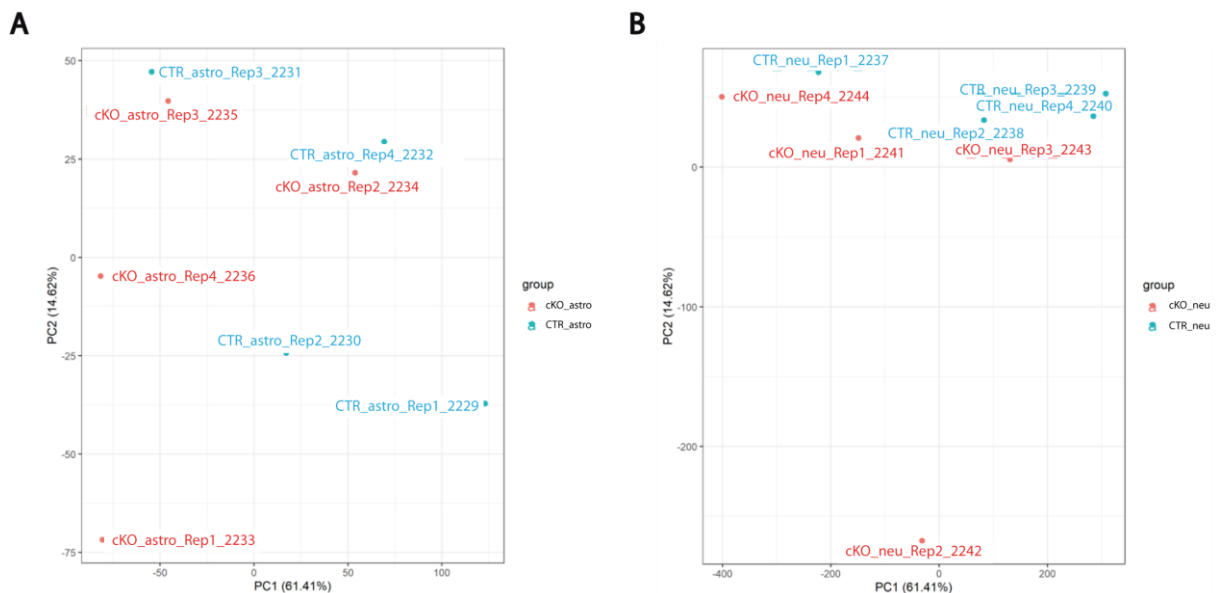 A
50
CTR_astro_Rep3_2231
cKO_astro_Rep3_2235
25
CTR_astro_Rep4_2232
cKO_astro_Rep2_2234
0
cKO_astro_Rep4_2236
PC2 (14.62%)
-25
CTR_astro_Rep2_2230
CTR_astro_Rep1_2229
-50
-75
cKO_astro_Rep1_2233
-50
0
50
100
PC1 (61.41%)
group
cKO_astro
CTR_astro
B
CTR_neu_Rep1_2237
cKO_neu_Rep4_2244
CTR_neu_Rep3_2239
CTR_neu_Rep4_2240
CTR_neu_Rep2_2238
cKO_neu_Rep1_2241
cKO_neu_Rep3_2243
0
-100
PC2 (14.62%)
-200
cKO_neu_Rep2_2242
-400
-200
0
200
PC1 (61.41%)
group
cKO_neu
CTR_neu